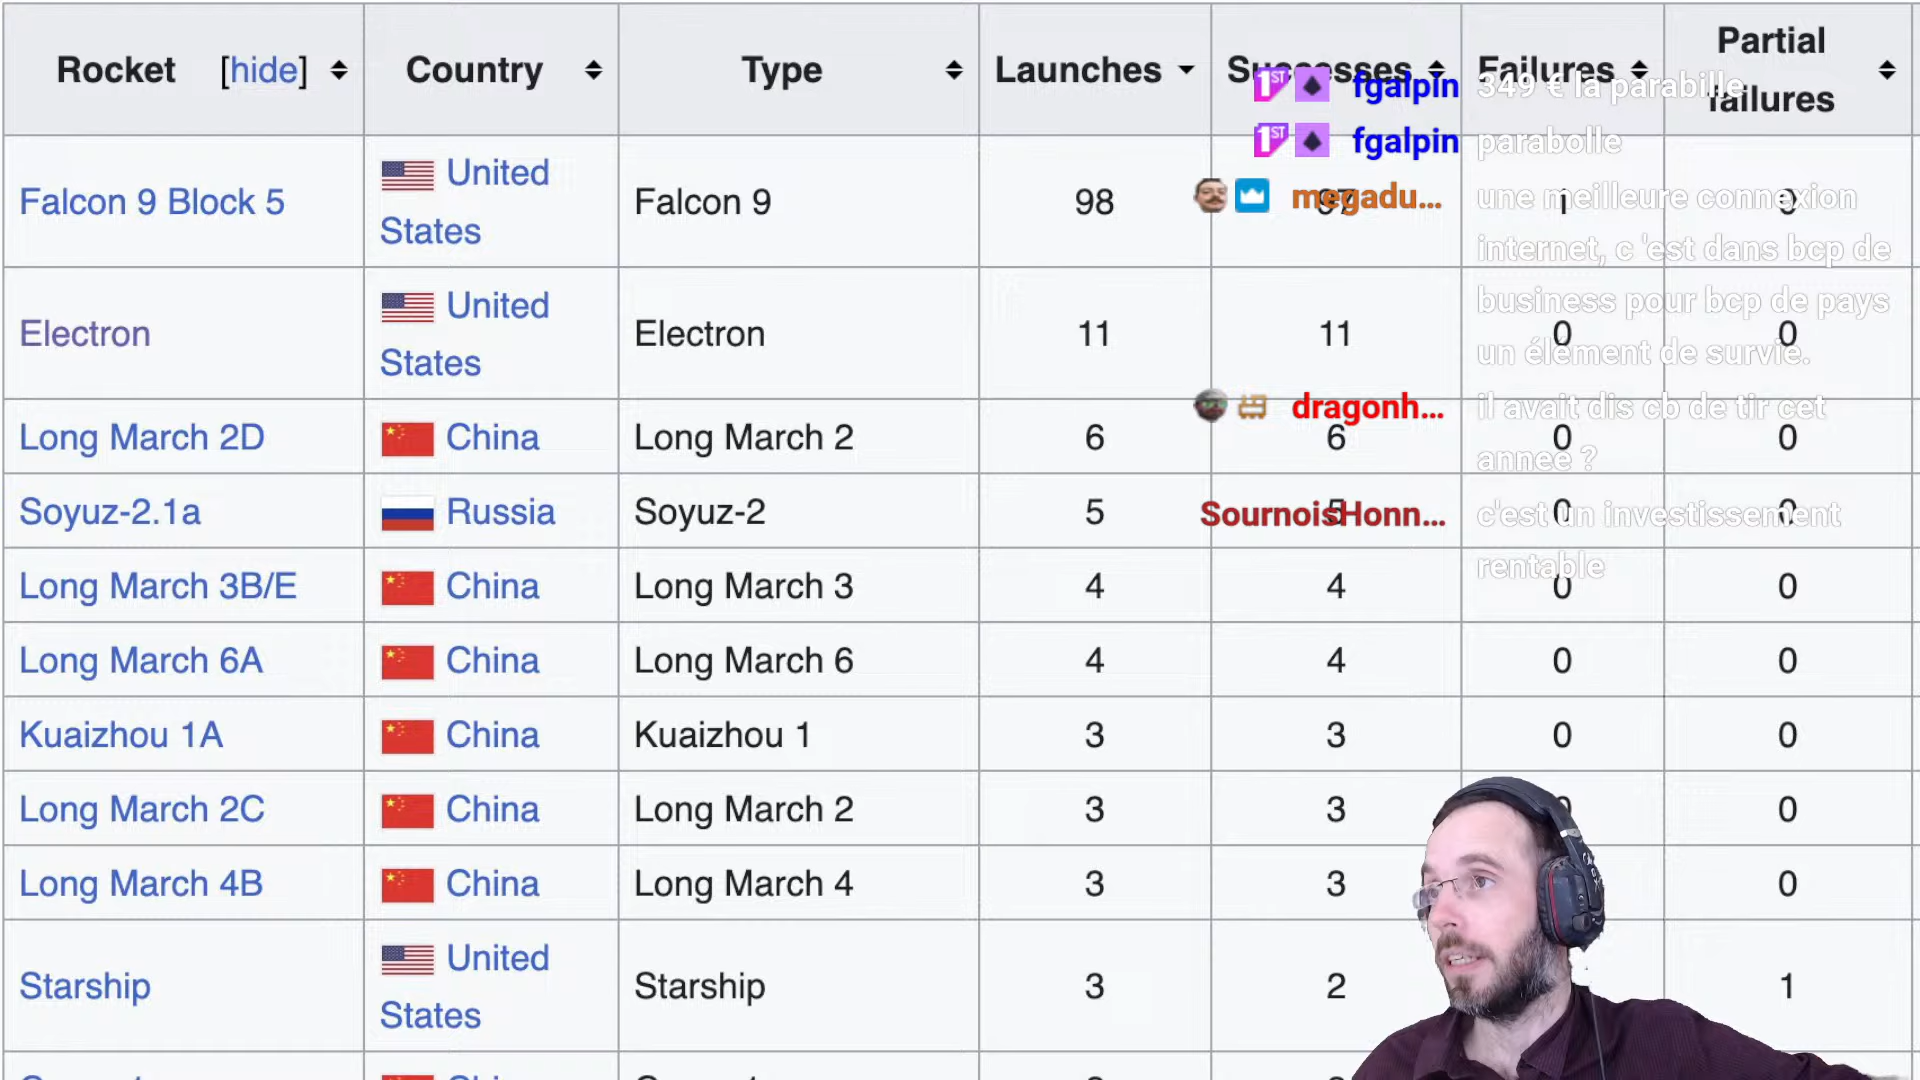 Rocket [hide] Country Type Launches Successes Failures Partial failures
Falcon 9 Block 5 United States Falcon 9 98 97 1 0
Electron United States Electron 11 11 0 0
Long March 2D China Long March 2 6 6 0 0
Soyuz-2.1a Russia Soyuz-2 5 5 0 0
Long March 3B/E China Long March 3 4 4 0 0
Long March 6A China Long March 6 4 4 0 0
Kuaizhou 1A China Kuaizhou 1 3 3 0 0
Long March 2C China Long March 2 3 3 0 0
Long March 4B China Long March 4 3 3 0
Starship United States Starship 3 2 1
1ST fgalpin 349 € la parabille
1ST fgalpin parabolle
megadu... une meilleure connexion
internet, c 'est dans bcp de
business pour bcp de pays
un élement de survie.
dragonh... il avait dis cb de tir cet
annee ?
SournoisHonn... c'est un investissement
rentable